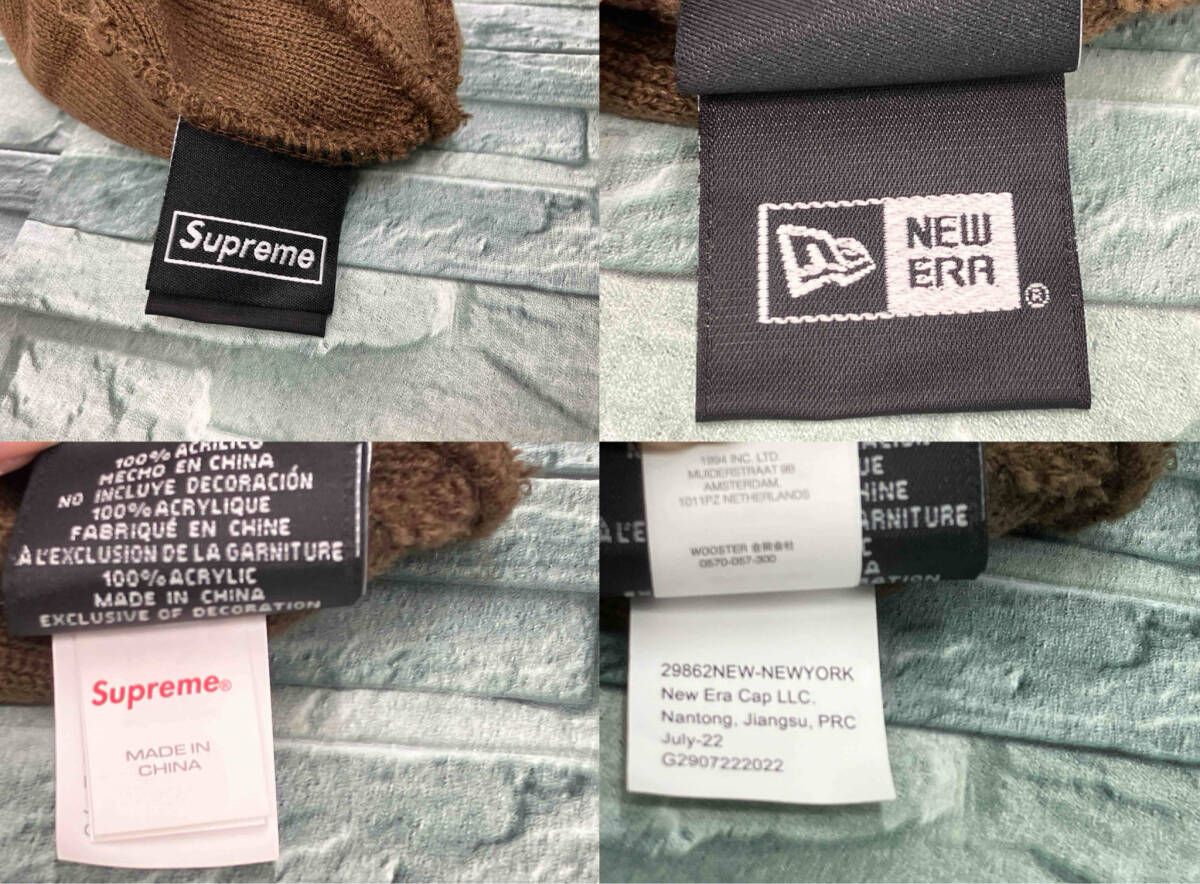 Supreme
NEW
ERA
®
100% ACRÍLICO
HECHO EN CHINA
NO INCLUYE DECORACIÓN
100% ACRYLIQUE
FABRIQUÉ EN CHINE
À L'EXCLUSION DE LA GARNITURE
100% ACRYLIC
MADE IN CHINA
EXCLUSIVE OF DECORATION
Supreme®
MADE IN
CHINA
1994 INC. LTD.
MUIDERSTRAAT 9B
AMSTERDAM,
1011PZ NETHERLANDS
WOOSTER 合同会社
0570-057-300
29862NEW-NEWYORK
New Era Cap LLC,
Nantong, Jiangsu, PRC
July-22
G2907222022